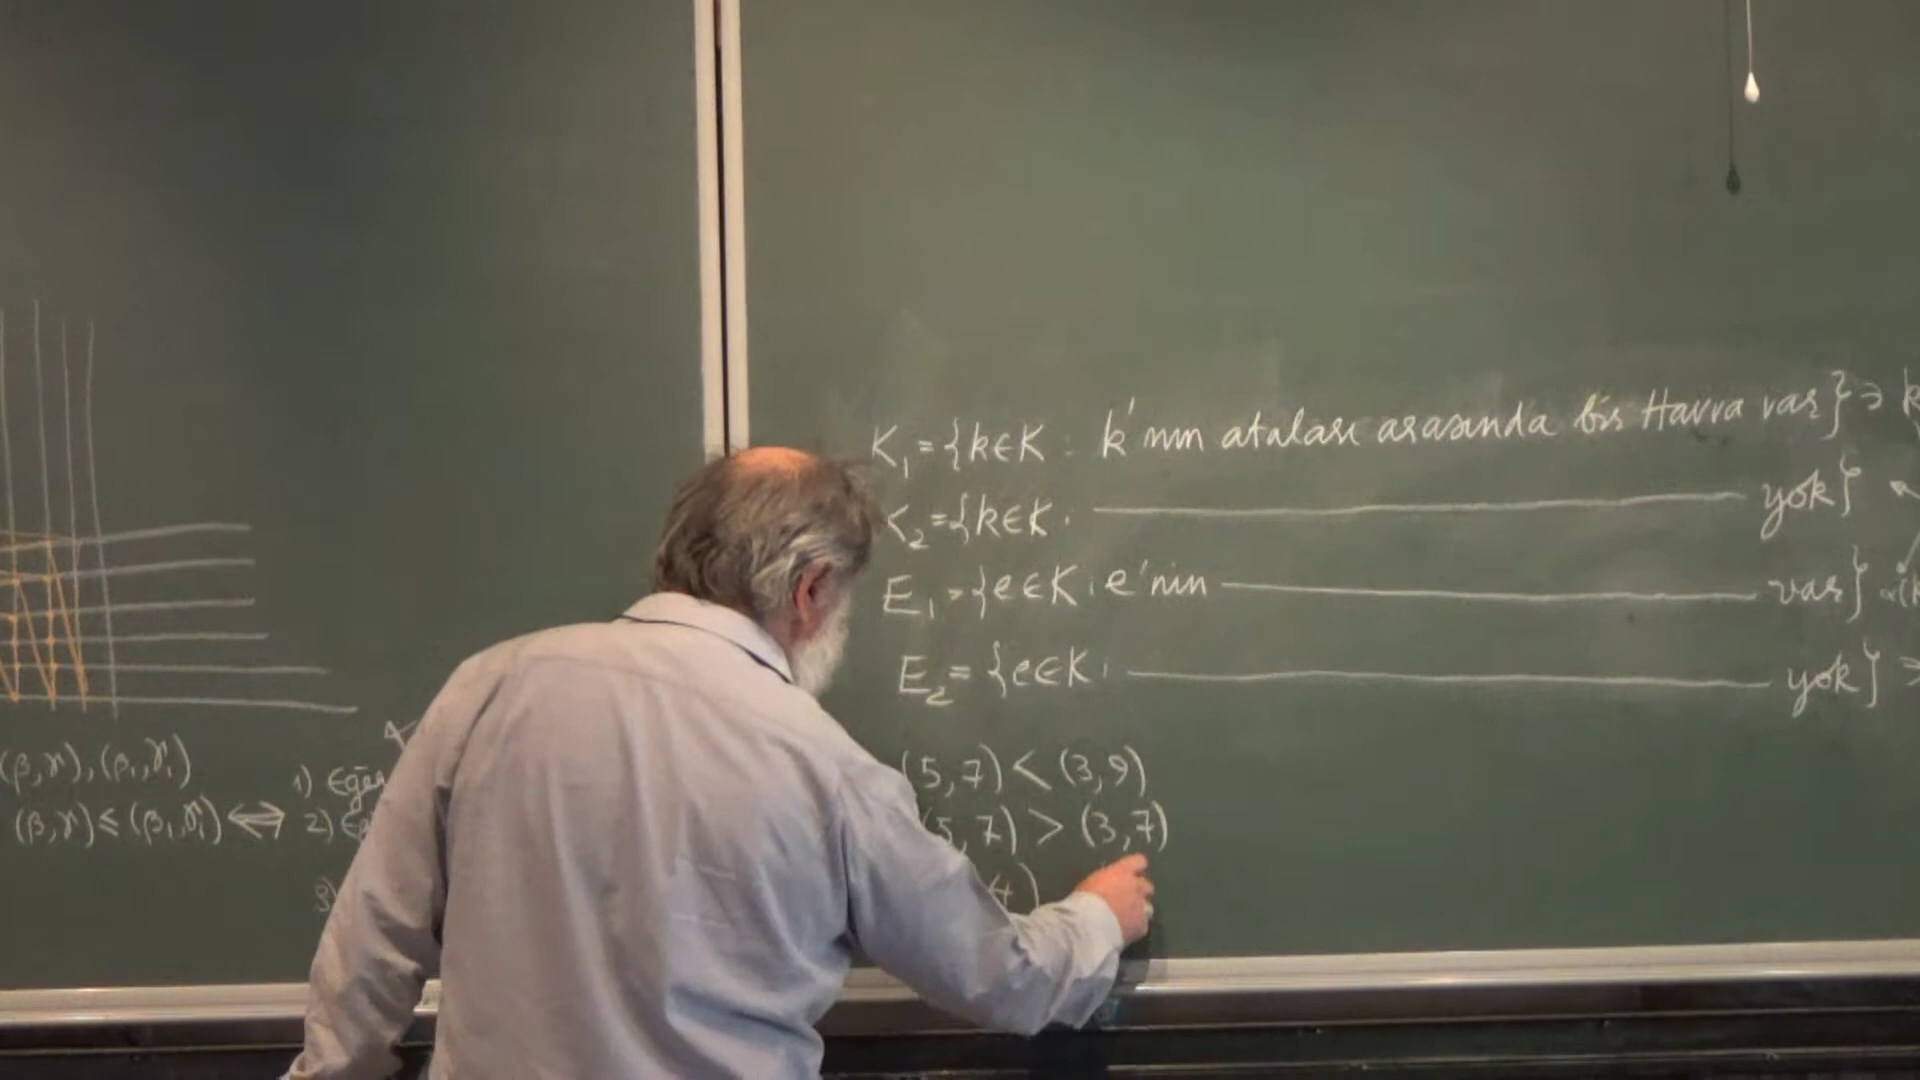 (β,γ),(β₁,γ₁)
(β,γ)≤(β₁,γ₁)⟺
1) Eğer
2)
3)
K₁={k∈K : k'nın ataları arasında bir Havva var}
K₂={k∈K : ——— yok}
E₁={e∈K : e'nin ——— var}
E₂={e∈K : ——— yok}
(5,7)<(3,9)
(5,7)>(3,7)